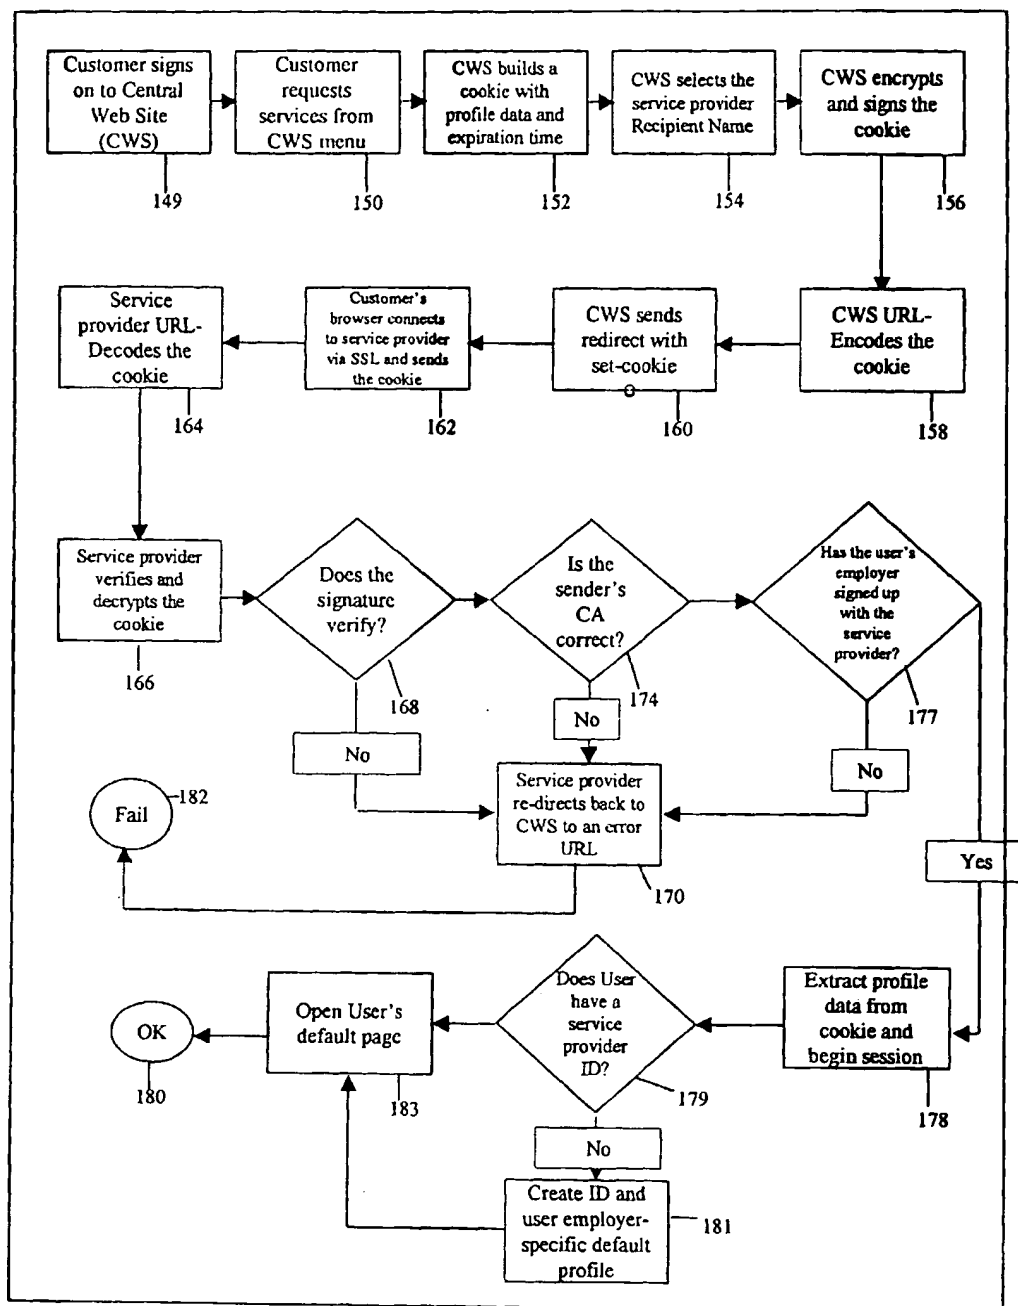 Customer signs
on to Central
Web Site
(CWS)
149
Customer
requests
services from
CWS menu
150
CWS builds a
cookie with
profile data and
expiration time
152
CWS selects the
service provider
Recipient Name
154
CWS encrypts
and signs the
cookie
156
Service
provider URL-
Decodes the
cookie
164
Customer's
browser connects
to service provider
via SSL and sends
the cookie
162
CWS sends
redirect with
set-cookie
160
CWS URL-
Encodes the
cookie
158
Service provider
verifies and
decrypts the
cookie
166
Does the
signature
verify?
168
No
Is the
sender's
CA
correct?
174
No
Has the user's
employer
signed up
with the
service
provider?
177
No
Fail
182
Service provider
re-directs back to
CWS to an error
URL
170
Yes
OK
180
Open User's
default page
183
Does User
have a
service
provider
ID?
179
No
Extract profile
data from
cookie and
begin session
178
Create ID and
user employer-
specific default
profile
181